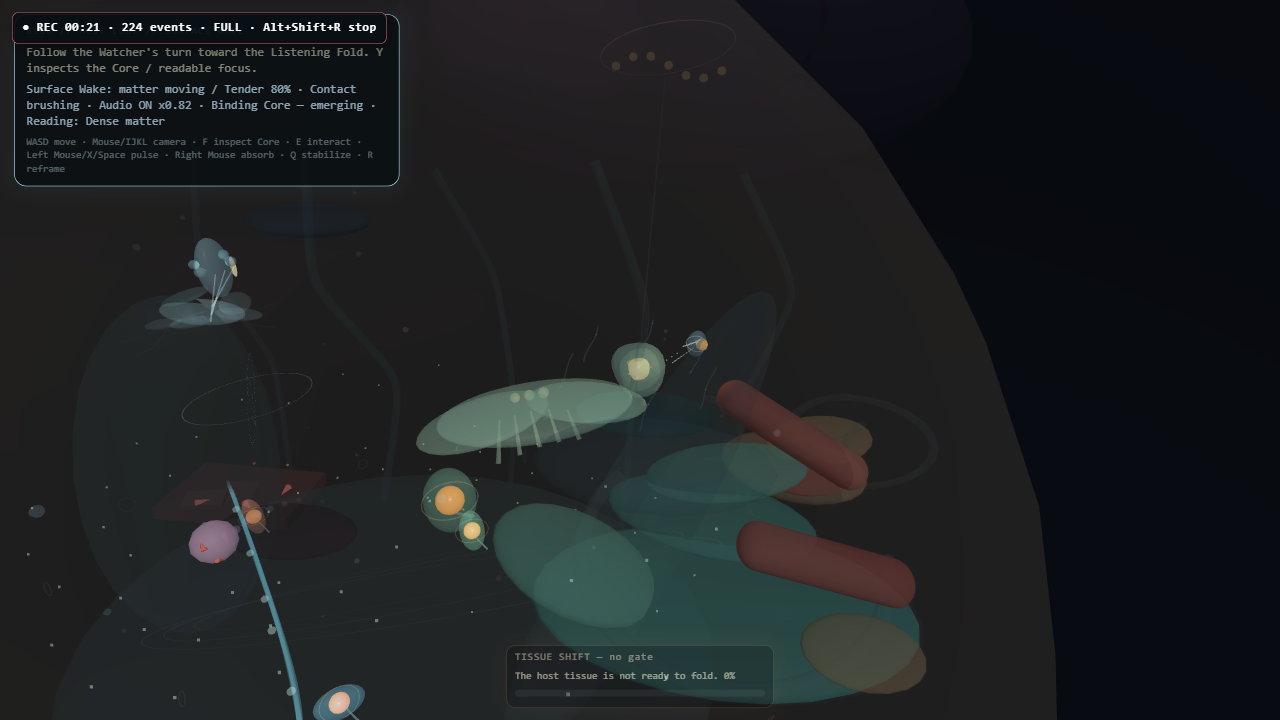 ● REC 00:21 · 224 events · FULL · Alt+Shift+R stop
Follow the Watcher's turn toward the Listening Fold. Y
inspects the Core / readable focus.
Surface Wake: matter moving / Tender 80% · Contact
brushing · Audio ON x0.82 · Binding Core — emerging ·
Reading: Dense matter
WASD move · Mouse/IJKL camera · F inspect Core · E interact ·
Left Mouse/X/Space pulse · Right Mouse absorb · Q stabilize · R
reframe
TISSUE SHIFT — no gate
The host tissue is not ready to fold. 0%